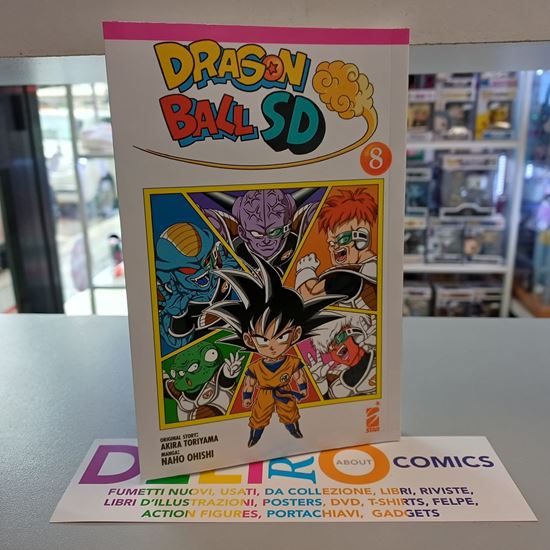 DRAGON
BALL SD
8
ORIGINAL STORY:
AKIRA TORIYAMA
MANGA:
NAHO OHISHI
STAR
ABOUT
COMICS
FUMETTI NUOVI, USATI, DA COLLEZIONE, LIBRI, RIVISTE,
LIBRI D'ILLUSTRAZIONI, POSTERS, DVD, T-SHIRTS, FELPE,
ACTION FIGURES, PORTACHIAVI, GADGETS